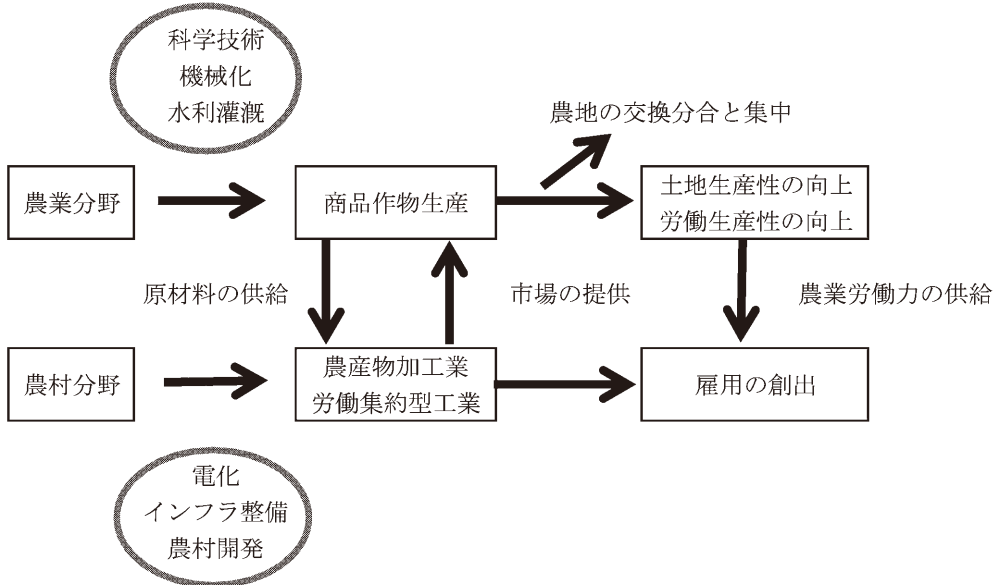 科学技術
機械化
水利灌漑
農地の交換分合と集中
農業分野
商品作物生産
土地生産性の向上
労働生産性の向上
原材料の供給
市場の提供
農業労働力の供給
農村分野
農産物加工業
労働集約型工業
雇用の創出
電化
インフラ整備
農村開発